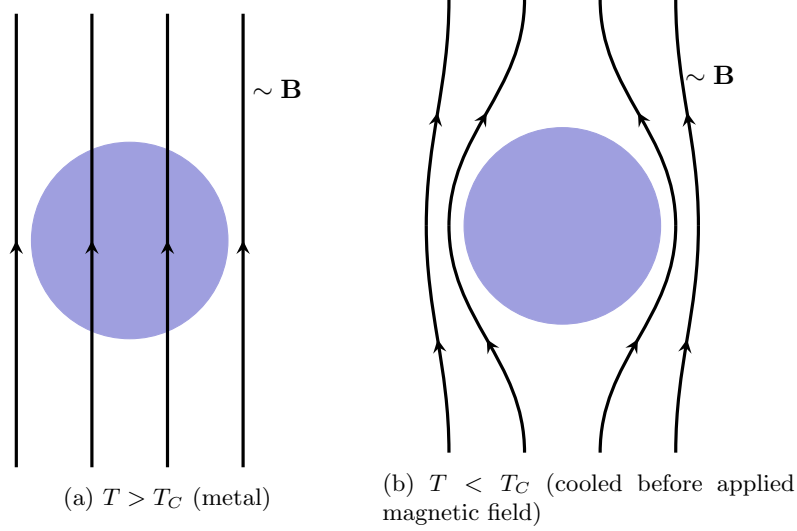 ∼ B
∼ B
(a) T > T_C (metal)
(b) T < T_C (cooled before applied
magnetic field)